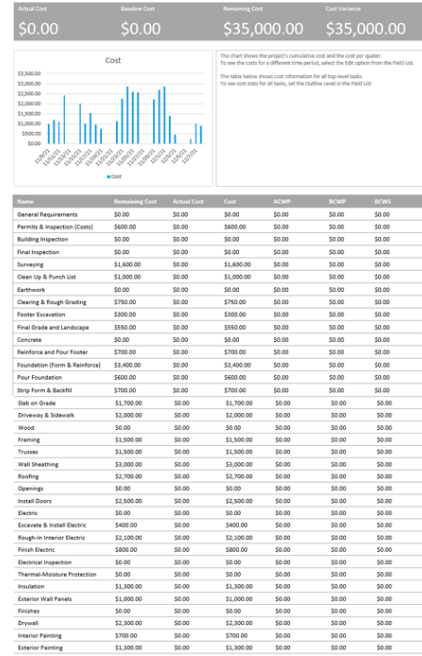 Actual Cost Baseline Cost Remaining Cost Cost Variance
$0.00 $0.00 $35,000.00 $35,000.00
Cost
The chart shows the project's cumulative cost and the cost per quarter.
To see the costs for a different time period, select the Edit option from the Field List.
The table below shows cost information for all top-level tasks.
To see cost stats for all tasks, set the Outline Level in the Field List.
$3,500.00
$3,000.00
$2,500.00
$2,000.00
$1,500.00
$1,000.00
$500.00
$0.00
Cost
Name Remaining Cost Actual Cost Cost ACWP BCWP BCWS
General Requirements $0.00 $0.00 $0.00 $0.00 $0.00 $0.00
Permits & Inspection (Costs) $600.00 $0.00 $600.00 $0.00 $0.00 $0.00
Building Inspection $0.00 $0.00 $0.00 $0.00 $0.00 $0.00
Final Inspection $0.00 $0.00 $0.00 $0.00 $0.00 $0.00
Surveying $1,600.00 $0.00 $1,600.00 $0.00 $0.00 $0.00
Clean Up & Punch List $1,000.00 $0.00 $1,000.00 $0.00 $0.00 $0.00
Earthwork $0.00 $0.00 $0.00 $0.00 $0.00 $0.00
Clearing & Rough Grading $750.00 $0.00 $750.00 $0.00 $0.00 $0.00
Footer Excavation $300.00 $0.00 $300.00 $0.00 $0.00 $0.00
Final Grade and Landscape $550.00 $0.00 $550.00 $0.00 $0.00 $0.00
Concrete $0.00 $0.00 $0.00 $0.00 $0.00 $0.00
Reinforce and Pour Footer $700.00 $0.00 $700.00 $0.00 $0.00 $0.00
Foundation (Form & Reinforce) $3,400.00 $0.00 $3,400.00 $0.00 $0.00 $0.00
Pour Foundation $600.00 $0.00 $600.00 $0.00 $0.00 $0.00
Strip Form & Backfill $700.00 $0.00 $700.00 $0.00 $0.00 $0.00
Slab on Grade $1,700.00 $0.00 $1,700.00 $0.00 $0.00 $0.00
Driveway & Sidewalk $2,000.00 $0.00 $2,000.00 $0.00 $0.00 $0.00
Wood $0.00 $0.00 $0.00 $0.00 $0.00 $0.00
Framing $1,500.00 $0.00 $1,500.00 $0.00 $0.00 $0.00
Trusses $1,500.00 $0.00 $1,500.00 $0.00 $0.00 $0.00
Wall Sheathing $3,000.00 $0.00 $3,000.00 $0.00 $0.00 $0.00
Roofing $2,700.00 $0.00 $2,700.00 $0.00 $0.00 $0.00
Openings $0.00 $0.00 $0.00 $0.00 $0.00 $0.00
Install Doors $2,500.00 $0.00 $2,500.00 $0.00 $0.00 $0.00
Electric $0.00 $0.00 $0.00 $0.00 $0.00 $0.00
Excavate & Install Electric $400.00 $0.00 $400.00 $0.00 $0.00 $0.00
Rough-In Interior Electric $2,100.00 $0.00 $2,100.00 $0.00 $0.00 $0.00
Finish Electric $800.00 $0.00 $800.00 $0.00 $0.00 $0.00
Electrical Inspection $0.00 $0.00 $0.00 $0.00 $0.00 $0.00
Thermal-Moisture Protection $0.00 $0.00 $0.00 $0.00 $0.00 $0.00
Insulation $1,300.00 $0.00 $1,300.00 $0.00 $0.00 $0.00
Exterior Wall Panels $1,000.00 $0.00 $1,000.00 $0.00 $0.00 $0.00
Finishes $0.00 $0.00 $0.00 $0.00 $0.00 $0.00
Drywall $2,300.00 $0.00 $2,300.00 $0.00 $0.00 $0.00
Interior Painting $700.00 $0.00 $700.00 $0.00 $0.00 $0.00
Exterior Painting $1,300.00 $0.00 $1,300.00 $0.00 $0.00 $0.00